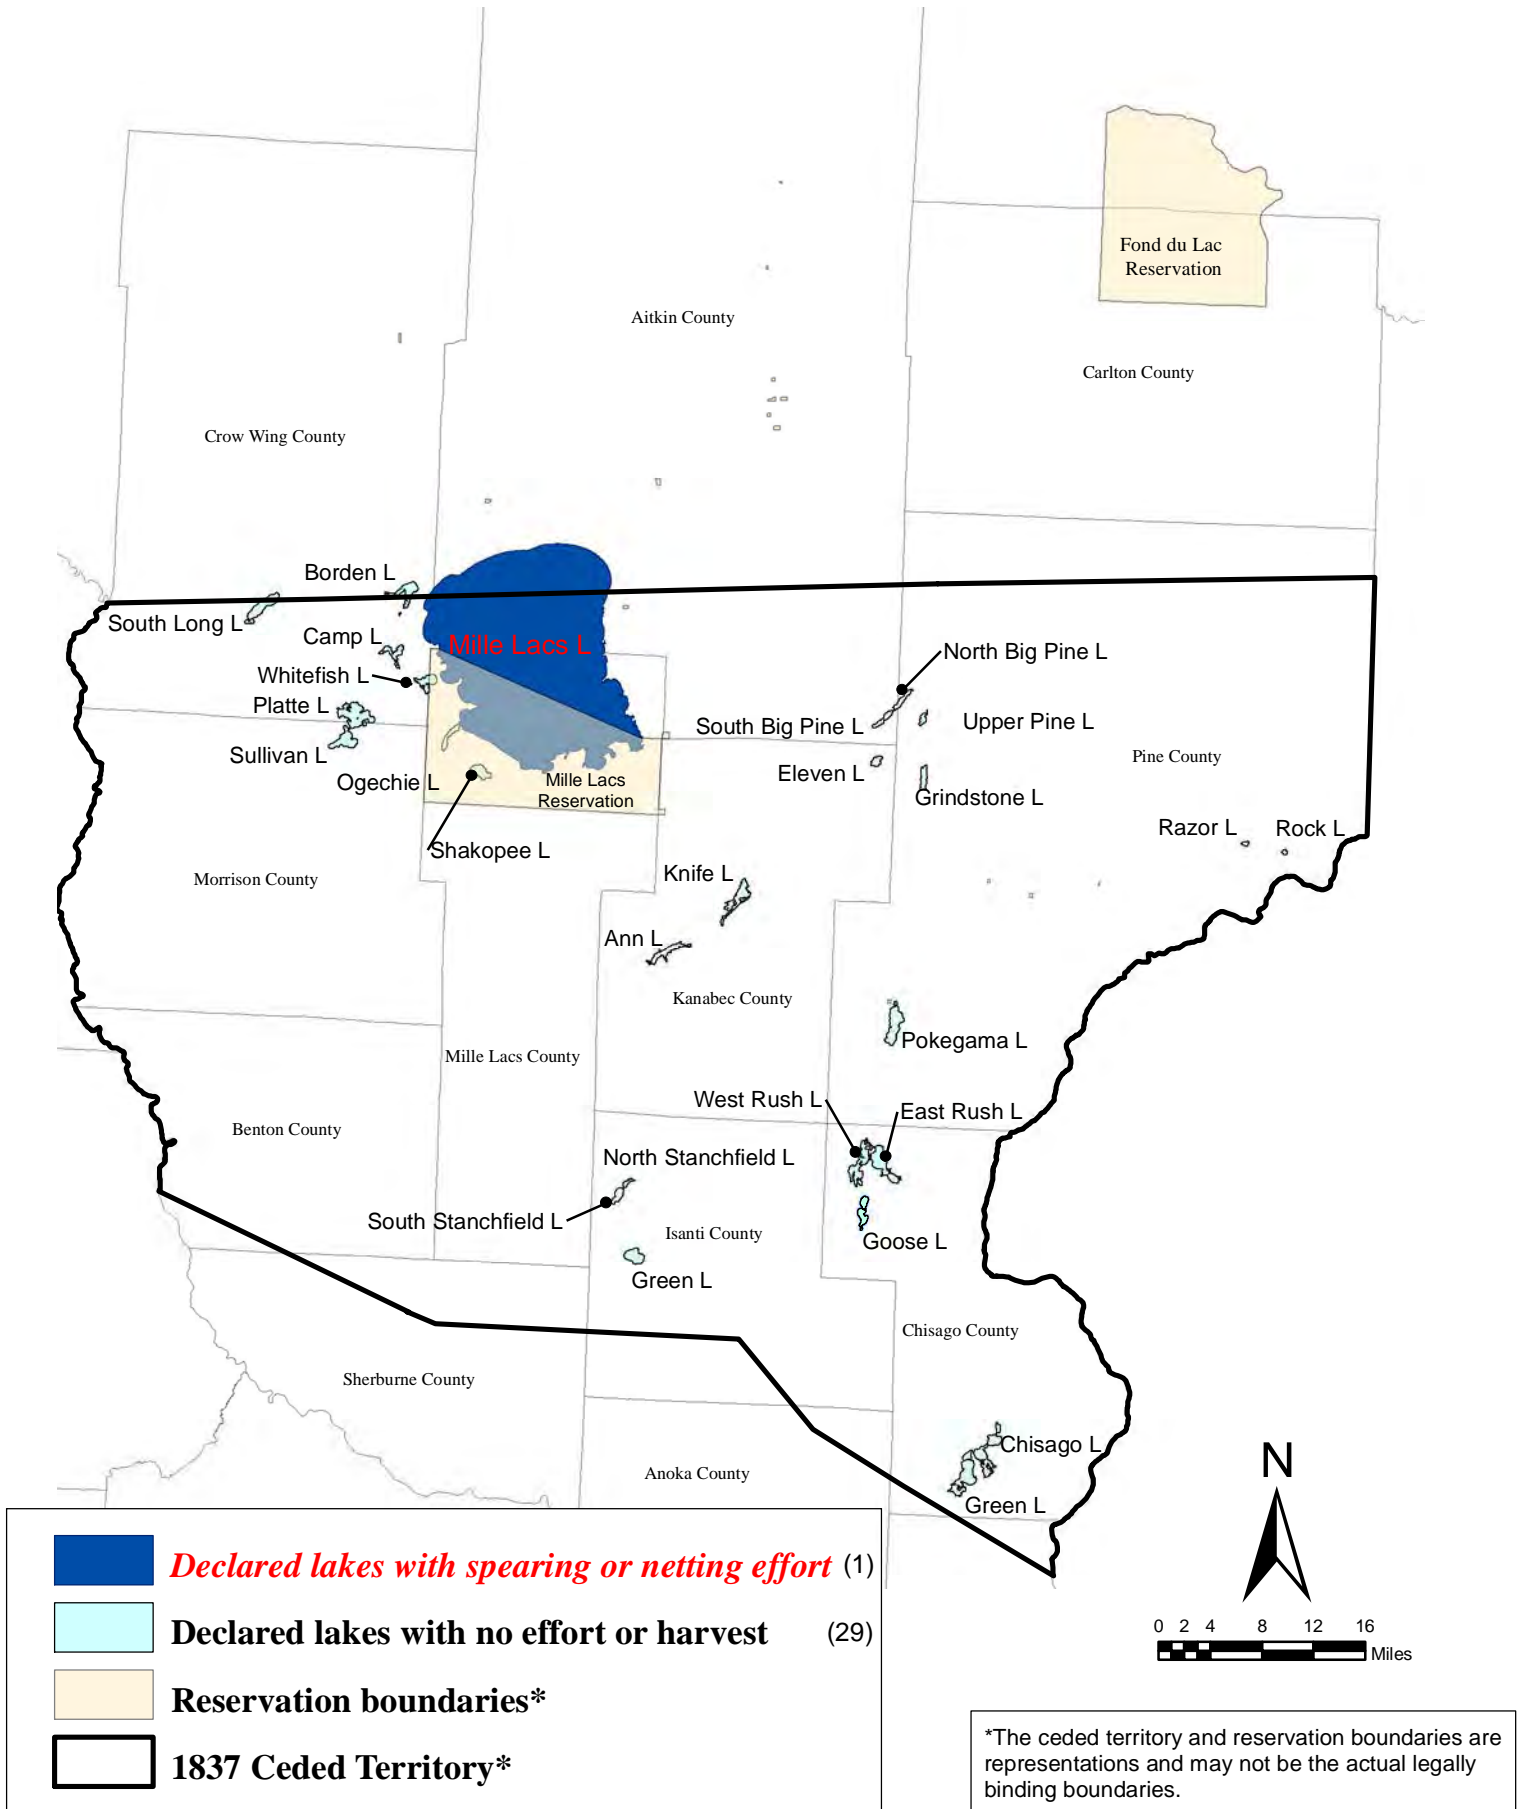 Fond du Lac
Reservation
Aitkin County
Carlton County
Crow Wing County
Borden L
South Long L
Camp L
Mille Lacs L
North Big Pine L
Whitefish L
Platte L
South Big Pine L
Upper Pine L
Sullivan L
Pine County
Ogechie L
Mille Lacs
Reservation
Eleven L
Grindstone L
Razor L
Rock L
Shakopee L
Morrison County
Knife L
Ann L
Kanabec County
Pokegama L
Mille Lacs County
West Rush L
East Rush L
Benton County
North Stanchfield L
South Stanchfield L
Isanti County
Goose L
Green L
Chisago County
Sherburne County
Chisago L
Anoka County
Green L
N
0 2 4 8 12 16
Miles
Declared lakes with spearing or netting effort (1)
Declared lakes with no effort or harvest (29)
Reservation boundaries*
1837 Ceded Territory*
*The ceded territory and reservation boundaries are
representations and may not be the actual legally
binding boundaries.